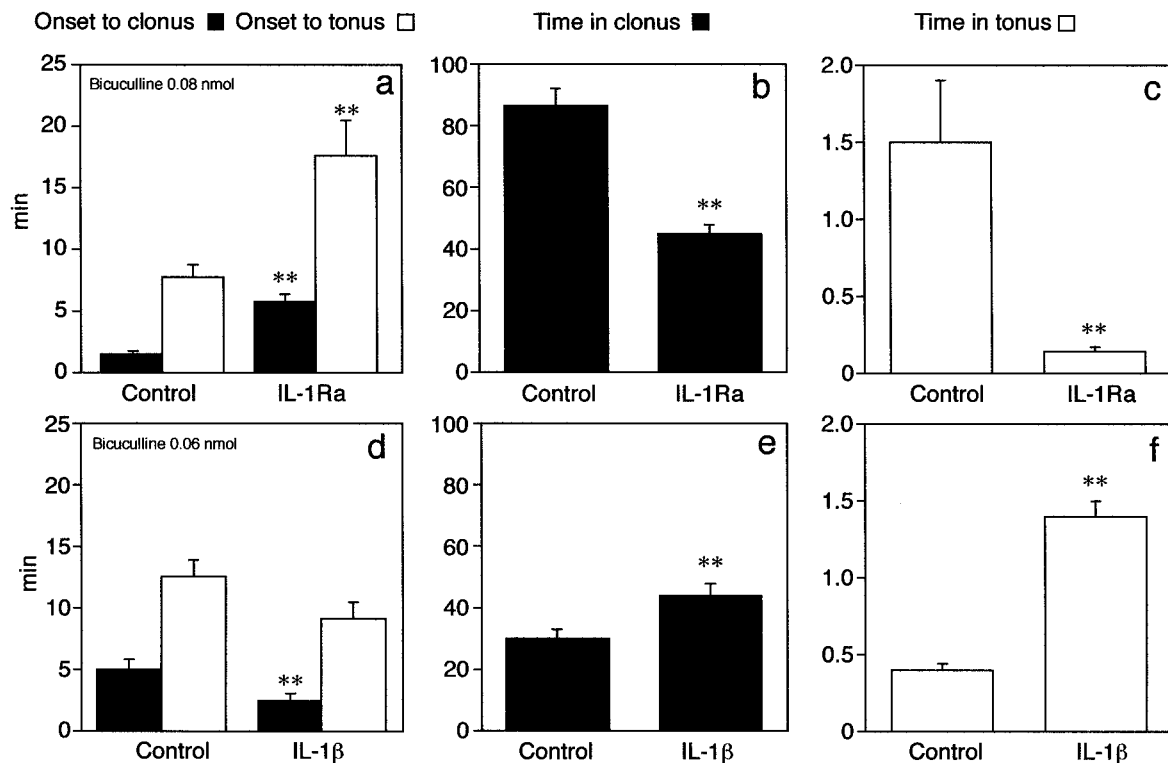 Onset to clonus ■ Onset to tonus □ Time in clonus ■ Time in tonus □
25
20
15
10
5
0
min
Bicuculline 0.08 nmol
a
**
**
Control IL-1Ra
100
80
60
40
20
0
b
**
Control IL-1Ra
2.0
1.5
1.0
0.5
0
c
**
Control IL-1Ra
25
20
15
10
5
0
min
Bicuculline 0.06 nmol
d
**
Control IL-1β
100
80
60
40
20
0
e
**
Control IL-1β
2.0
1.5
1.0
0.5
0
f
**
Control IL-1β